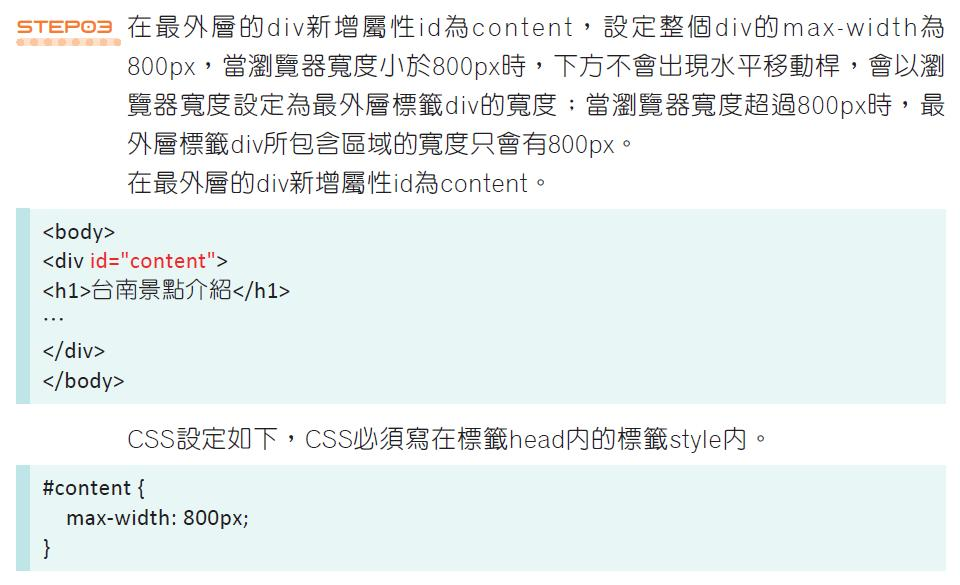 STEP03 在最外層的div新增屬性id為content，設定整個div的max-width為
800px，當瀏覽器寬度小於800px時，下方不會出現水平移動桿，會以瀏
覽器寬度設定為最外層標籤div的寬度；當瀏覽器寬度超過800px時，最
外層標籤div所包含區域的寬度只會有800px。
在最外層的div新增屬性id為content。
<body>
<div id="content">
<h1>台南景點介紹</h1>
…
</div>
</body>
CSS設定如下，CSS必須寫在標籤head內的標籤style內。
#content {
max-width: 800px;
}